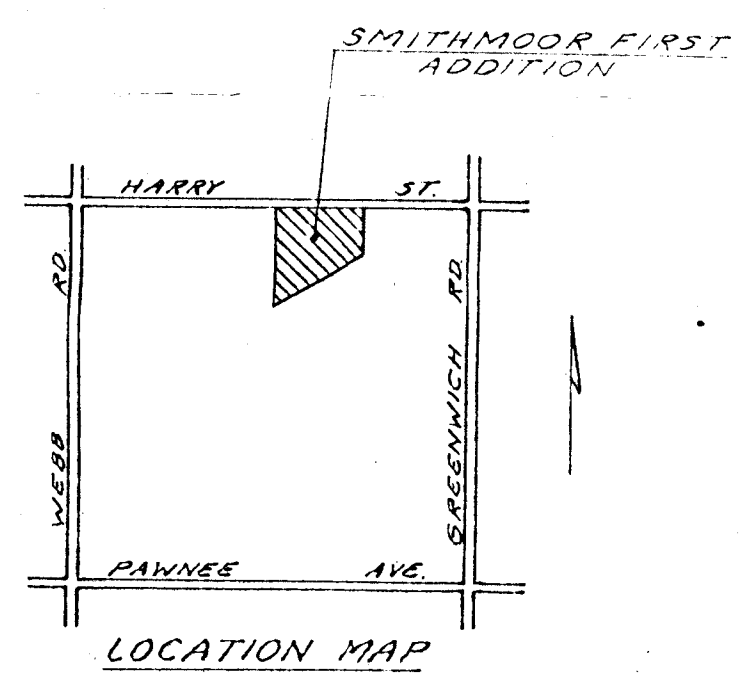 SMITHMOOR FIRST
ADDITION
HARRY ST.
WEBB RD.
GREENWICH RD.
PAWNEE AVE.
LOCATION MAP